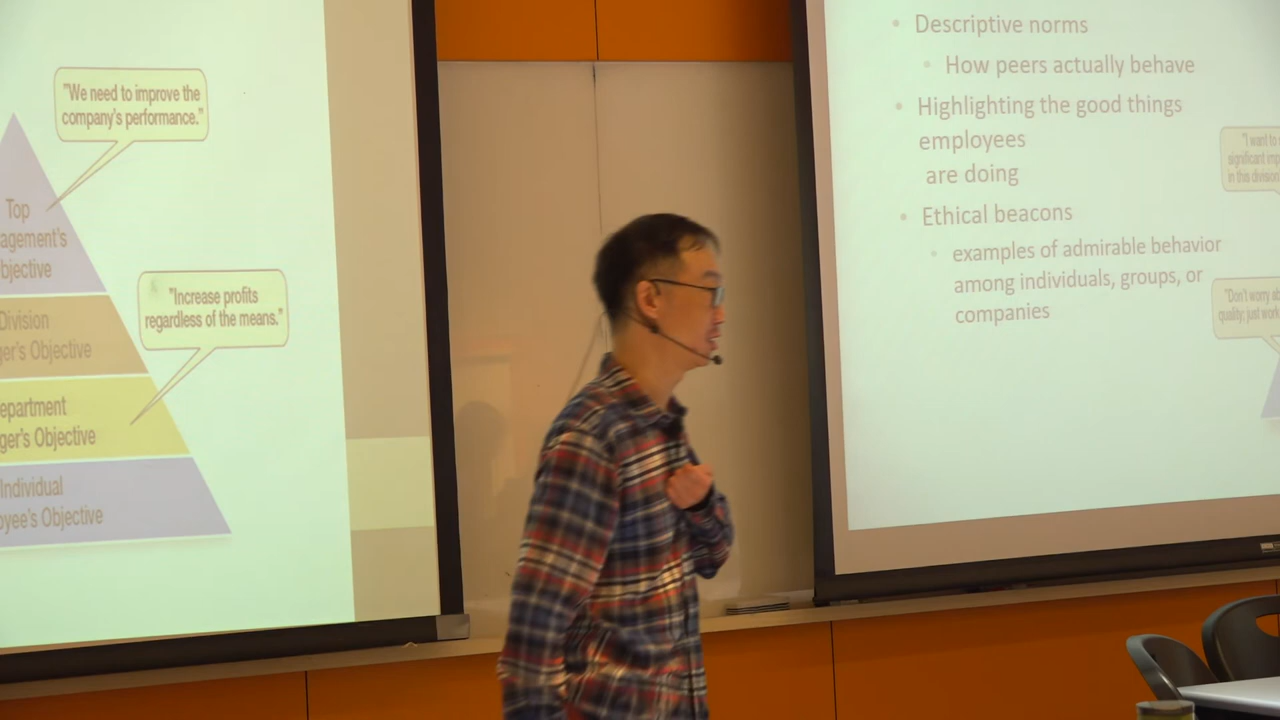 "We need to improve the
company's performance."
Top
agement's
bjective
"Increase profits
regardless of the means."
Division
ger's Objective
epartment
ger's Objective
Individual
oyee's Objective
• Descriptive norms
• How peers actually behave
• Highlighting the good things
employees
are doing
• Ethical beacons
• examples of admirable behavior
among individuals, groups, or
companies
"I want to
significant imp
in this division
"Don't worry ab
quality; just work